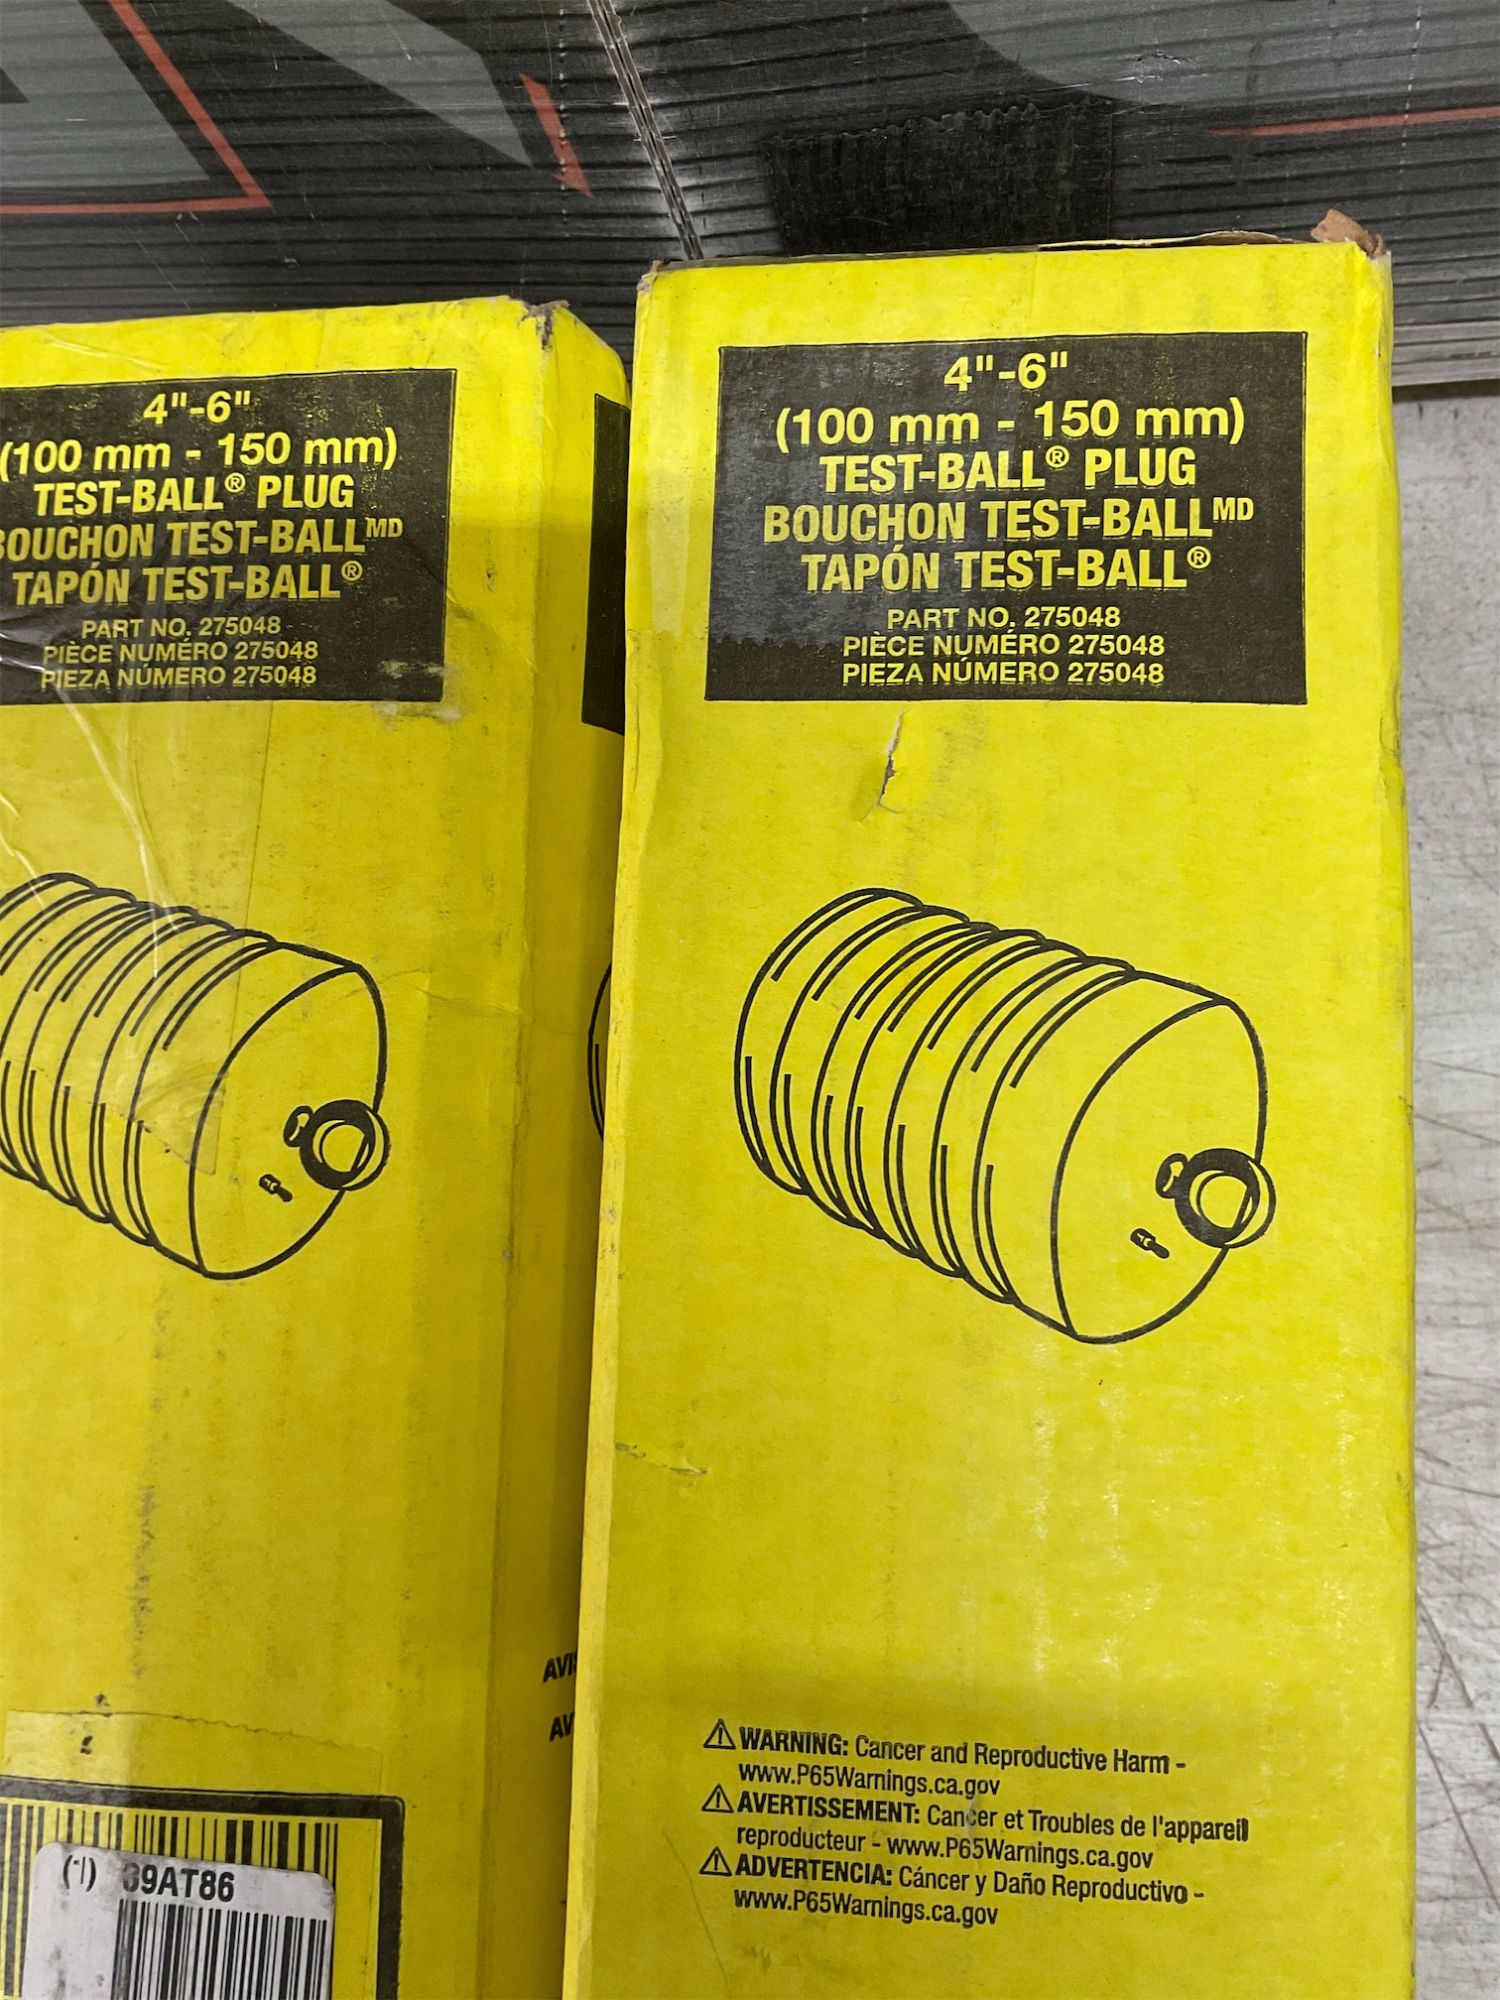 4"-6"
(100 mm - 150 mm)
TEST-BALL® PLUG
BOUCHON TEST-BALLMD
TAPÓN TEST-BALL®
PART NO. 275048
PIÈCE NUMÉRO 275048
PIEZA NÚMERO 275048
(1) 39AT86
4"-6"
(100 mm - 150 mm)
TEST-BALL® PLUG
BOUCHON TEST-BALLMD
TAPÓN TEST-BALL®
PART NO. 275048
PIÈCE NUMÉRO 275048
PIEZA NÚMERO 275048
⚠ WARNING: Cancer and Reproductive Harm -
www.P65Warnings.ca.gov
⚠ AVERTISSEMENT: Cancer et Troubles de l'appareil
reproducteur - www.P65Warnings.ca.gov
⚠ ADVERTENCIA: Cáncer y Daño Reproductivo -
www.P65Warnings.ca.gov